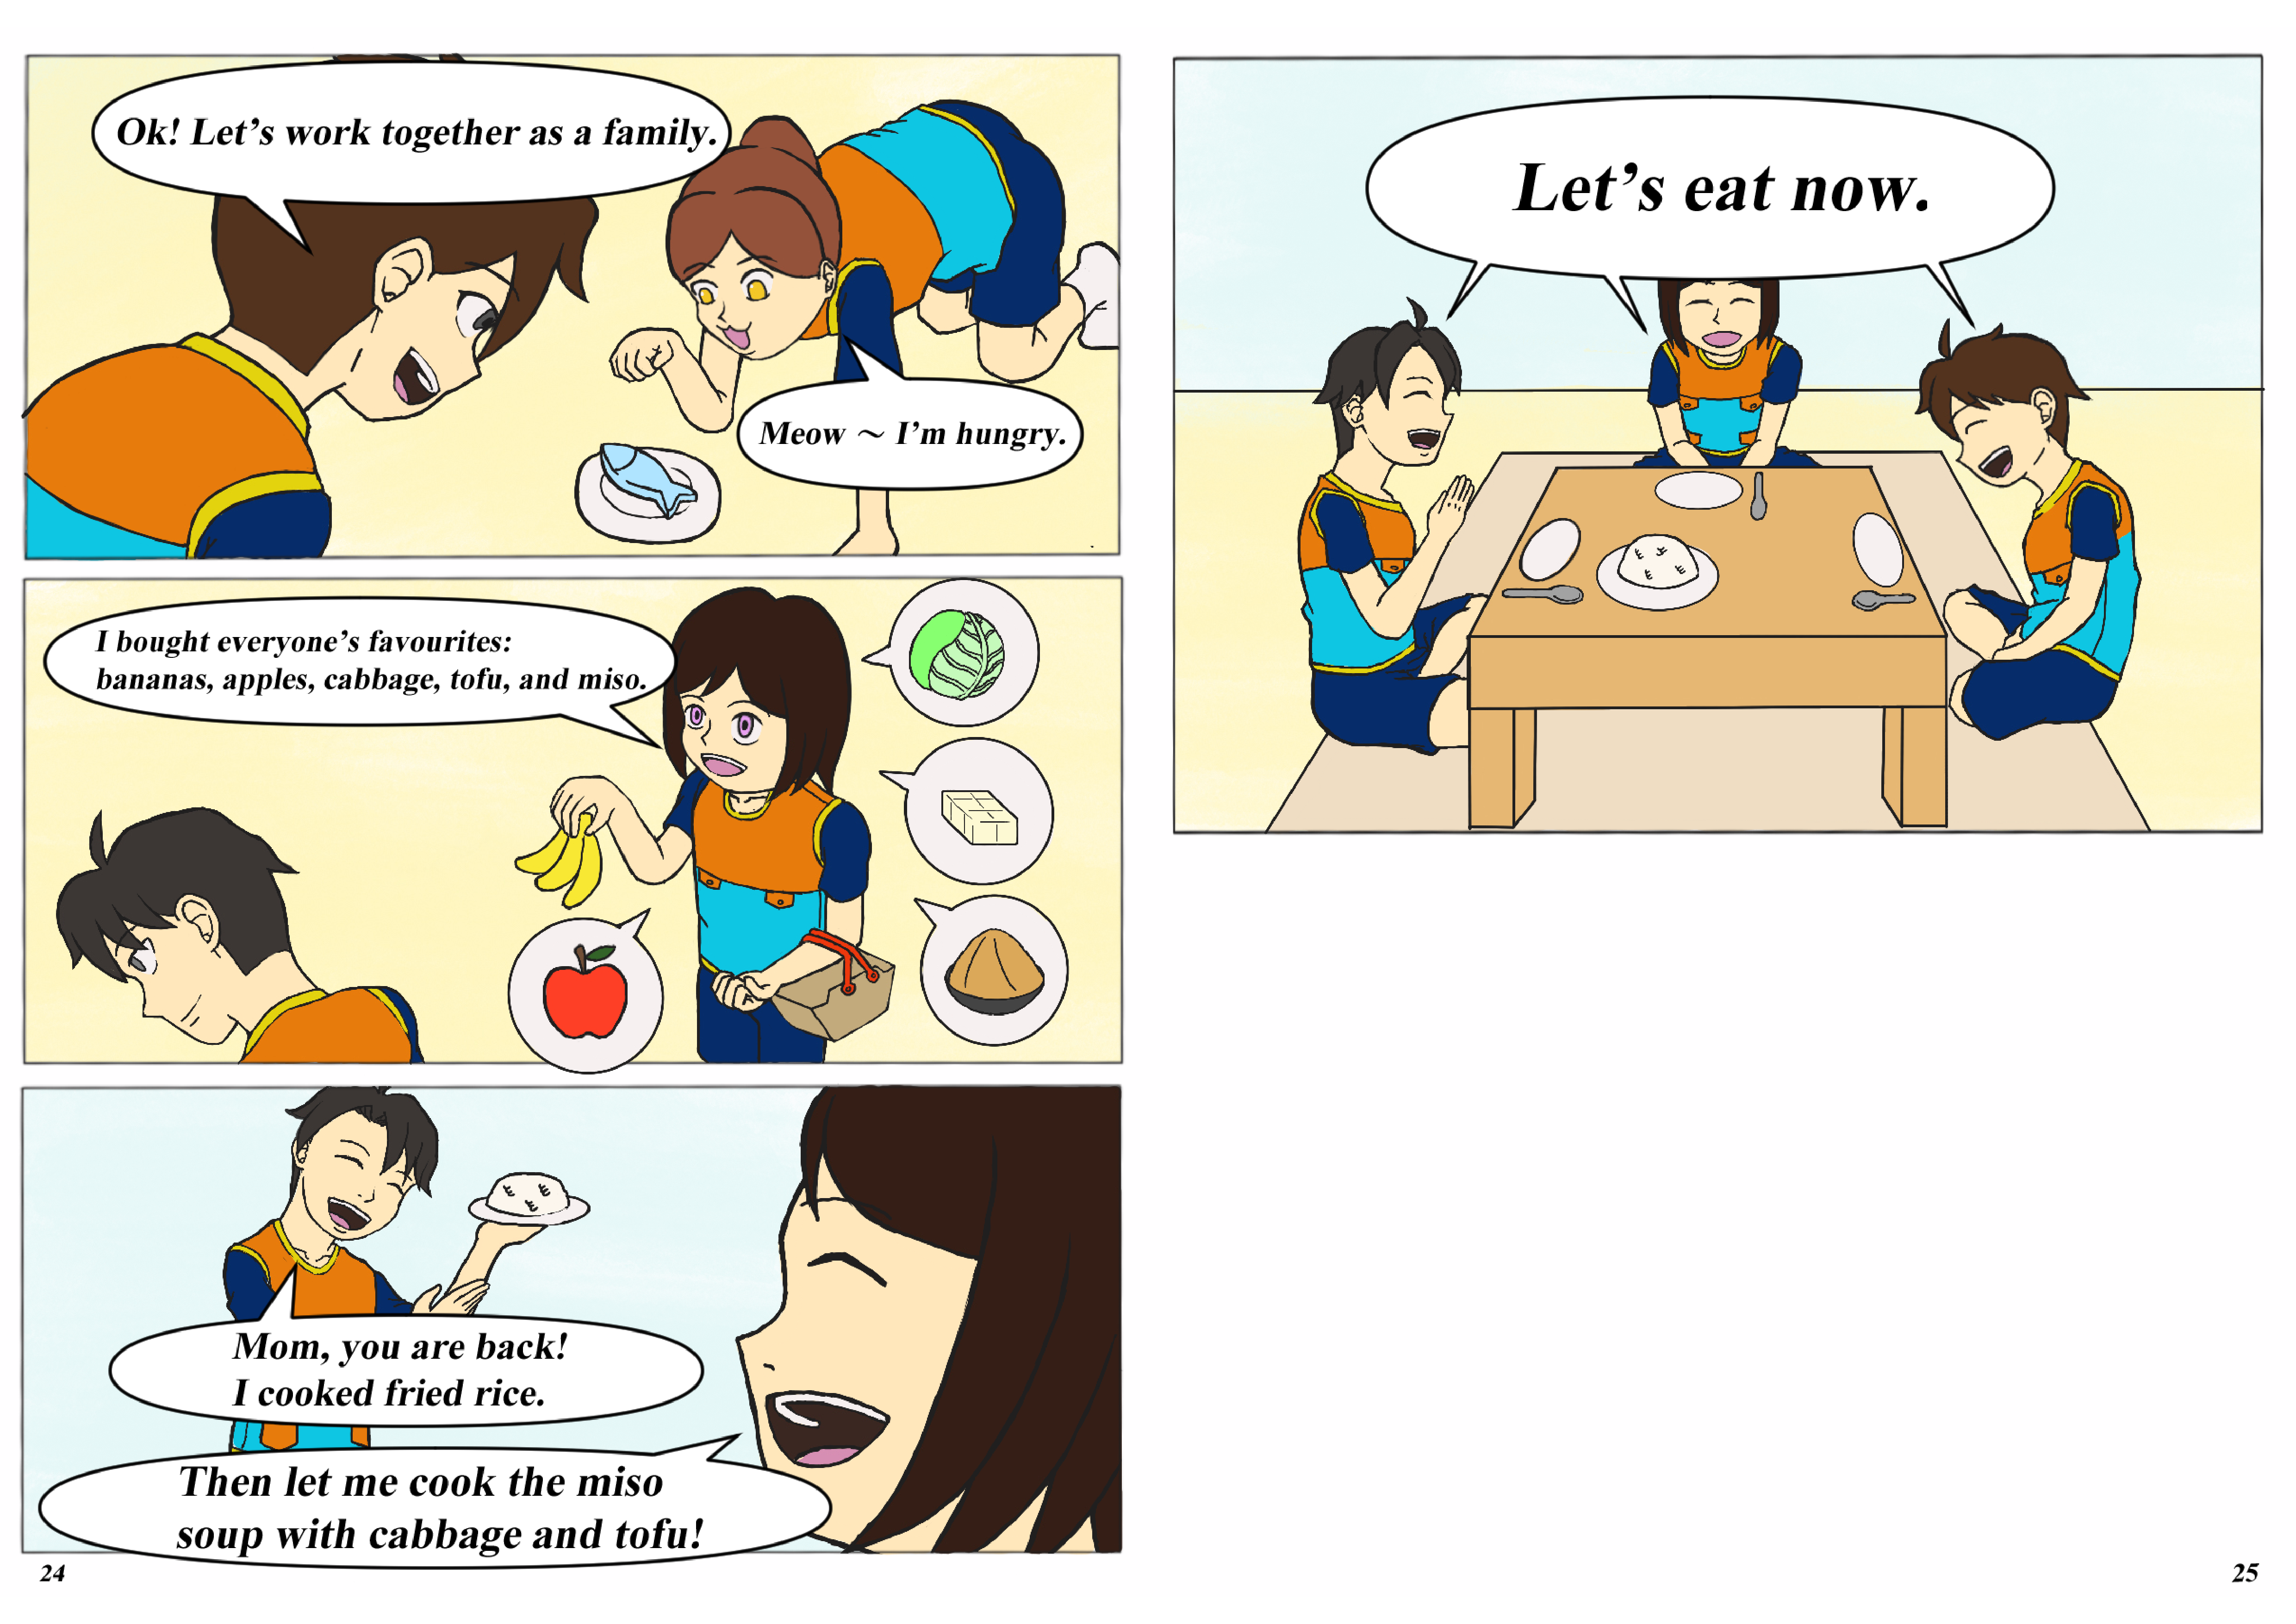 Ok! Let’s work together as a family.
Meow ～ I’m hungry.
I bought everyone’s favourites:
bananas, apples, cabbage, tofu, and miso.
Mom, you are back!
I cooked fried rice.
Then let me cook the miso
soup with cabbage and tofu!
24
Let’s eat now.
25